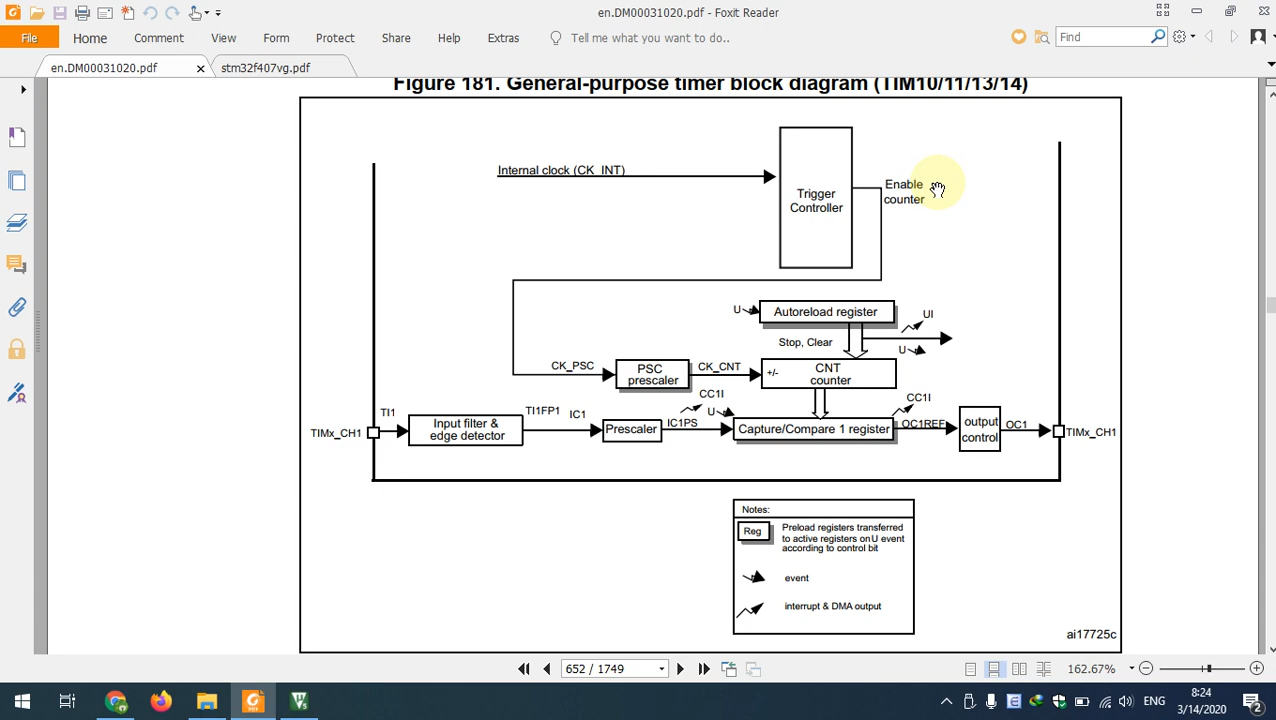 en.DM00031020.pdf - Foxit Reader
File Home Comment View Form Protect Share Help Extras Tell me what you want to do.. Find
en.DM00031020.pdf x stm32f407vg.pdf
Figure 181. General-purpose timer block diagram (TIM10/11/13/14)
Internal clock (CK_INT)
Trigger
Controller
Enable
counter
U
Autoreload register
UI
Stop, Clear
U
CK_PSC
PSC
prescaler
CK_CNT
+/-
CNT
counter
CC1I
U
CC1I
TIMx_CH1
TI1
Input filter &
edge detector
TI1FP1
IC1
Prescaler
IC1PS
Capture/Compare 1 register
OC1REF
output
control
OC1
TIMx_CH1
Notes:
Reg
Preload registers transferred
to active registers on U event
according to control bit
event
interrupt & DMA output
ai17725c
652 / 1749
162.67%
ENG
8:24
3/14/2020
2